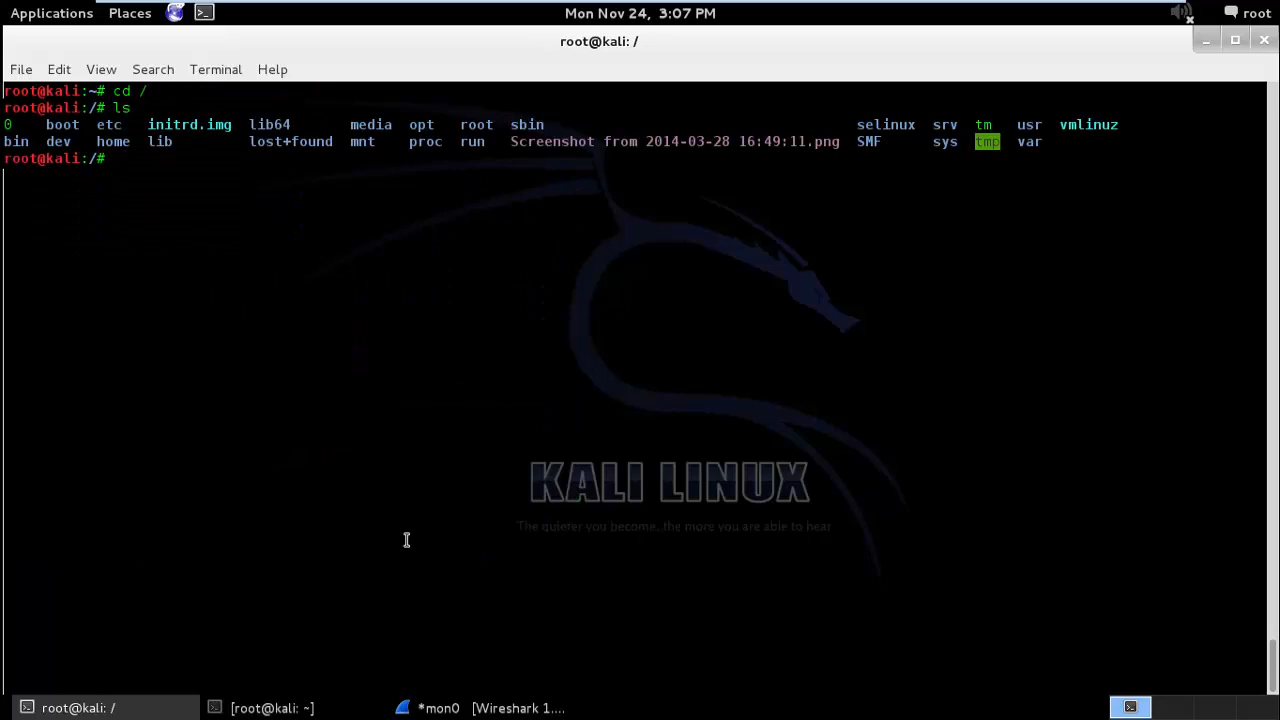 Applications Places Mon Nov 24, 3:07 PM root
root@kali: /
File Edit View Search Terminal Help
root@kali:~# cd /
root@kali:/# ls
0 boot etc initrd.img lib64 media opt root sbin selinux srv tm usr vmlinuz
bin dev home lib lost+found mnt proc run Screenshot from 2014-03-28 16:49:11.png SMF sys tmp var
root@kali:/#
KALI LINUX
The quieter you become, the more you are able to hear
root@kali: / [root@kali: ~] *mon0 [Wireshark 1....